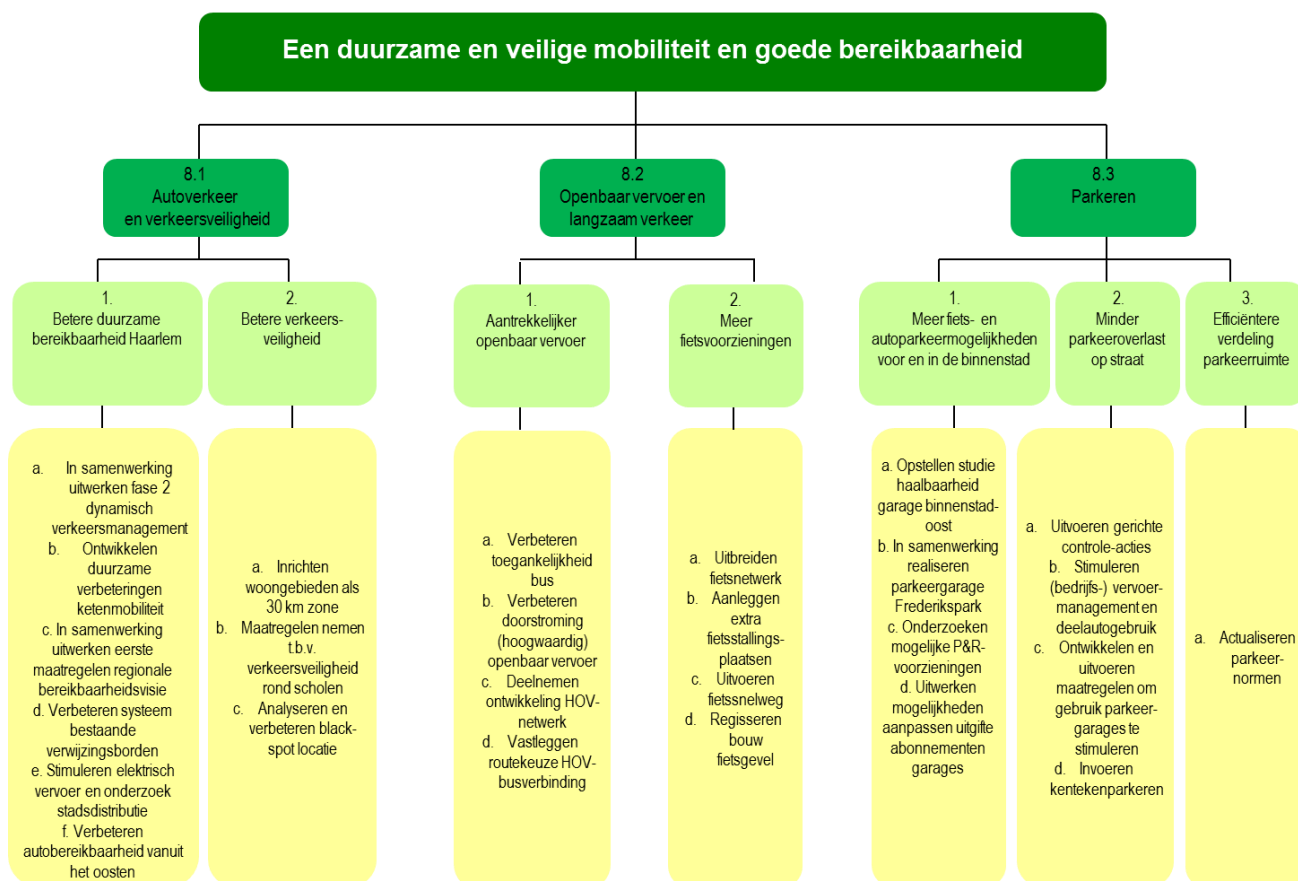 Een duurzame en veilige mobiliteit en goede bereikbaarheid
8.1
Autoverkeer
en verkeersveiligheid
8.2
Openbaar vervoer en
langzaam verkeer
8.3
Parkeren
1.
Betere duurzame
bereikbaarheid Haarlem
2.
Betere verkeers-
veiligheid
1.
Aantrekkelijker
openbaar vervoer
2.
Meer
fietsvoorzieningen
1.
Meer fiets- en
autoparkeermogelijkheden
voor en in de binnenstad
2.
Minder
parkeeroverlast
op straat
3.
Efficiëntere
verdeling
parkeerruimte
a. In samenwerking
uitwerken fase 2
dynamisch
verkeersmanagement
b. Ontwikkelen
duurzame
verbeteringen
ketenmobiliteit
c. In samenwerking
uitwerken eerste
maatregelen regionale
bereikbaarheidsvisie
d. Verbeteren systeem
bestaande
verwijzingsborden
e. Stimuleren elektrisch
vervoer en onderzoek
stadsdistributie
f. Verbeteren
autobereikbaarheid vanuit
het oosten
a. Inrichten
woongebieden als
30 km zone
b. Maatregelen nemen
t.b.v.
verkeersveiligheid
rond scholen
c. Analyseren en
verbeteren black-
spot locatie
a. Verbeteren
toegankelijkheid
bus
b. Verbeteren
doorstroming
(hoogwaardig)
openbaar vervoer
c. Deelnemen
ontwikkeling HOV-
netwerk
d. Vastleggen
routekeuze HOV-
busverbinding
a. Uitbreiden
fietsnetwerk
b. Aanleggen
extra
fietsstallings-
plaatsen
c. Uitvoeren
fietssnelweg
d. Regisseren
bouw
fietsgevel
a. Opstellen studie
haalbaarheid
garage binnenstad-
oost
b. In samenwerking
realiseren
parkeergarage
Frederikspark
c. Onderzoeken
mogelijke P&R-
voorzieningen
d. Uitwerken
mogelijkheden
aanpassen uitgifte
abonnementen
garages
a. Uitvoeren gerichte
controle-acties
b. Stimuleren
(bedrijfs-) vervoer-
management en
deelautogebruik
c. Ontwikkelen en
uitvoeren
maatregelen om
gebruik parkeer-
garages te
stimuleren
d. Invoeren
kentekenparkeren
a. Actualiseren
parkeer-
normen